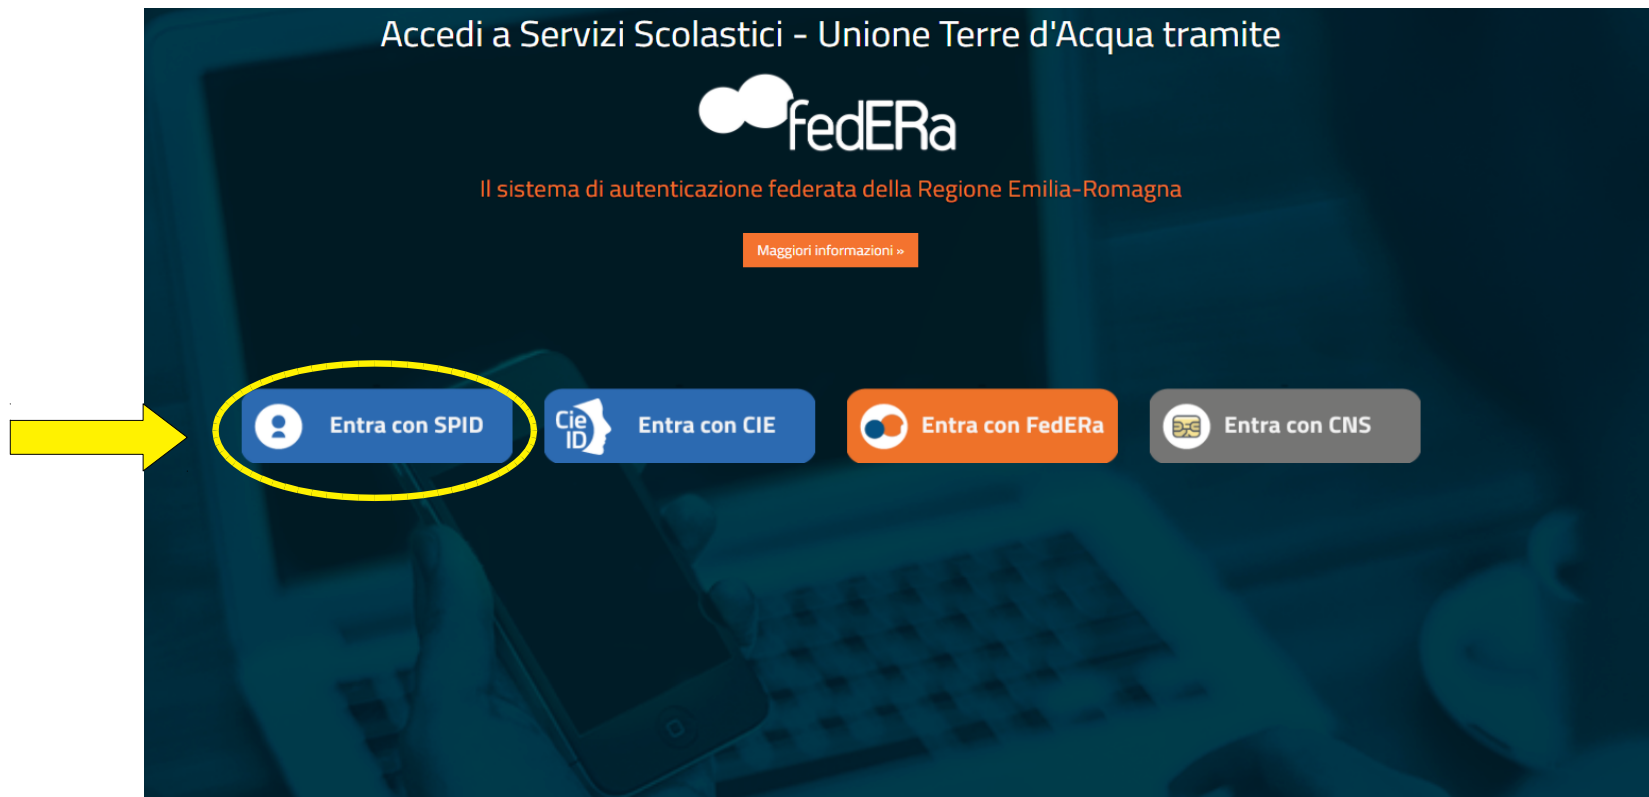 Accedi a Servizi Scolastici - Unione Terre d'Acqua tramite
fedERa
Il sistema di autenticazione federata della Regione Emilia-Romagna
Maggiori informazioni »
Entra con SPID
Cie ID
Entra con CIE
Entra con FedERa
Entra con CNS